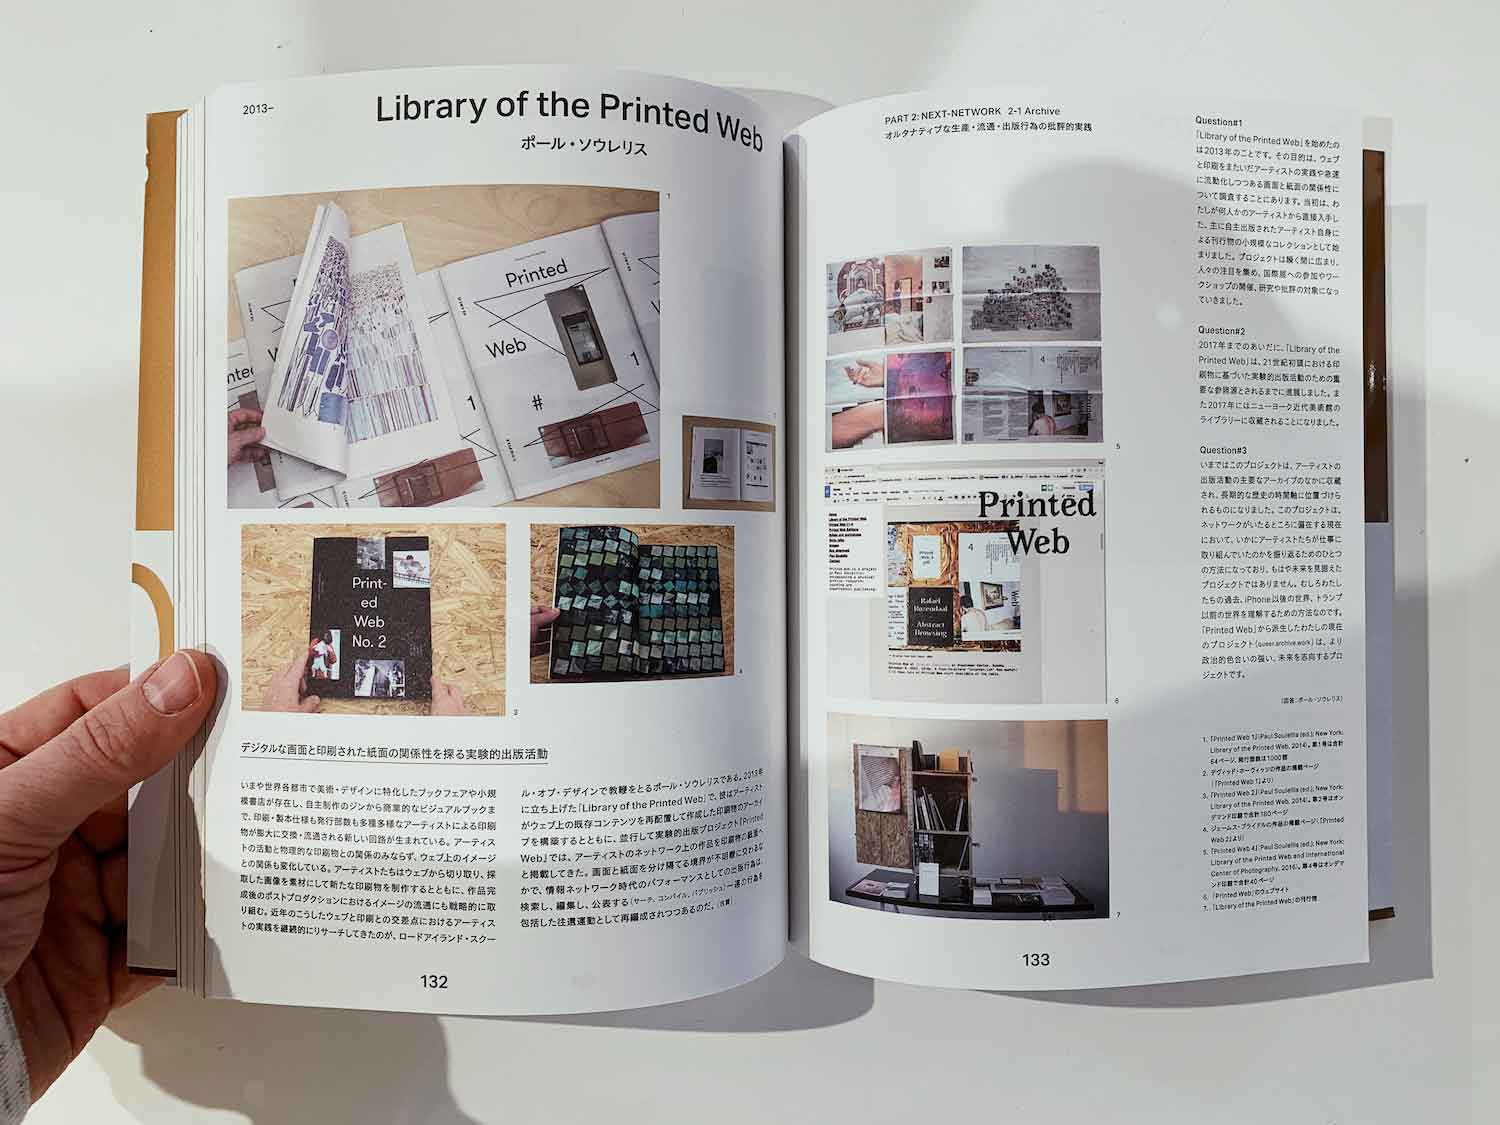 2013–
Library of the Printed Web
ポール・ソウレリス
1
Printed
Web
1
#
1
Print-
ed
Web
No. 2
3
4
デジタルな画面と印刷された紙面の関係性を探る実験的出版活動
いまや世界各都市で美術・デザインに特化したブックフェアや小規
模書店が存在し、自主制作のジンから商業的なビジュアルブックま
で、印刷・製本仕様も発行部数も多種多様なアーティストによる印刷
物が膨大に交換・流通される新しい回路が生まれている。アーティス
トの活動と物理的な印刷物との関係のみならず、ウェブ上のイメージ
との関係も変化している。アーティストたちはウェブから切り取り、採
取した画像を素材にして新たな印刷物を制作するとともに、作品完
成後のポストプロダクションにおけるイメージの流通にも戦略的に取
り組む。近年のこうしたウェブと印刷との交差点におけるアーティス
トの実践を継続的にリサーチしてきたのが、ロードアイランド・スクー
ル・オブ・デザインで教鞭をとるポール・ソウレリスである。2013年
に立ち上げた「Library of the Printed Web」で、彼はアーティスト
がウェブ上の既存コンテンツを再配置して作成した印刷物のアーカイ
ブを構築するとともに、並行して実験的出版プロジェクト「Printed
Web」では、アーティストのネットワーク上の作品を印刷物の紙面へ
と掲載してきた。画面と紙面を分け隔てる境界が不明瞭に交わるな
かで、情報ネットワーク時代のパフォーマンスとしての出版行為は、
検索し、編集し、公表する（サーチ、コンパイル、パブリッシュ）一連の行為を
包括した往還運動として再編成されつつあるのだ。
132
PART 2: NEXT-NETWORK 2-1 Archive
オルタナティブな生産・流通・出版行為の批評的実践
4
5
Printed
Web
4
Rafael
Rozendaal
Abstract
Browsing
6
7
133
Question#1
「Library of the Printed Web」を始めたの
は2013年のことです。その目的は、ウェブ
と印刷をまたいだアーティストの実践や急速
に流動化しつつある画面と紙面の関係性に
ついて調査することにあります。当初は、わ
たしが何人かのアーティストから直接入手し
た、主に自主出版されたアーティスト自身に
よる刊行物の小規模なコレクションとして始
まりました。プロジェクトは瞬く間に広まり、
人々の注目を集め、国際展への参加やワー
クショップの開催、研究や批評の対象になっ
ていきました。
Question#2
2017年までのあいだに、「Library of the
Printed Web」は、21世紀初頭における印
刷物に基づいた実験的出版活動のための重
要な参照源とされるまでに進展しました。ま
た2017年にはニューヨーク近代美術館の
ライブラリーに収蔵されることになりました。
Question#3
いまではこのプロジェクトは、アーティストの
出版活動の主要なアーカイブのなかに収蔵
され、長期的な歴史の時間軸に位置づけら
れるものになりました。このプロジェクトは、
ネットワークがいたるところに偏在する現在
において、いかにアーティストたちが仕事に
取り組んでいたのかを振り返るためのひとつ
の方法になっており、もはや未来を見据えた
プロジェクトではありません。むしろわたし
たちの過去、iPhone以後の世界、トランプ
以前の世界を理解するための方法なのです。
「Printed Web」から派生したわたしの現在
のプロジェクト(queer.archive.work)は、より
政治的色合いの強い、未来を志向するプロ
ジェクトです。
（回答：ポール・ソウレリス）
1. 「Printed Web 1」(Paul Soulellis (ed.); New York:
Library of the Printed Web, 2014)。第1号は合計
64ページ、発行部数は1000部
2. デヴィッド・ホーヴィッツの作品の掲載ページ
（「Printed Web 1」より）
3. 「Printed Web 2」(Paul Soulellis (ed.); New York:
Library of the Printed Web, 2014)。第2号はオン
デマンド印刷で合計180ページ
4. ジェームス・ブライドルの作品の掲載ページ（「Printed
Web 2」より）
5. 「Printed Web 4」(Paul Soulellis (ed.); New York:
Library of the Printed Web and International
Center of Photography, 2016)。第4号はオンデマ
ンド印刷で合計40ページ
6. 「Printed Web」のウェブサイト
7. 「Library of the Printed Web」の刊行物